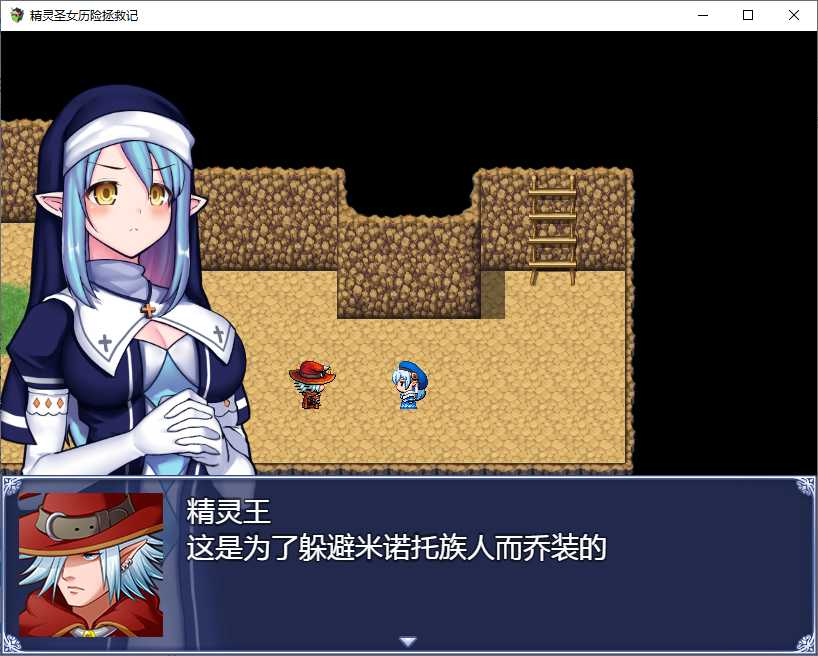 精灵圣女历险拯救记
精灵王
这是为了躲避米诺托族人而乔装的